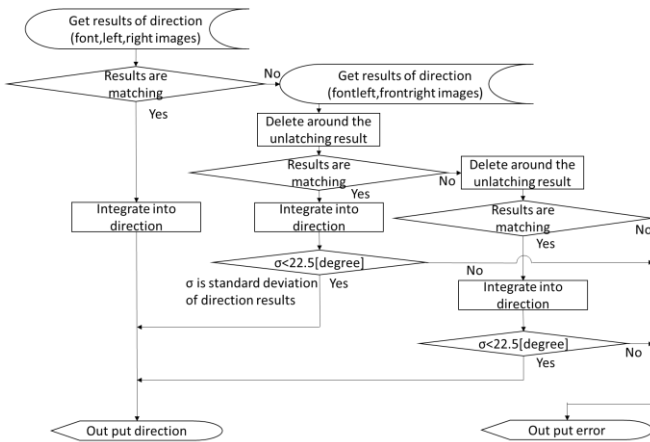 Get results of direction
(font,left,right images)
Results are
matching
No
Yes
Get results of direction
(fontleft,frontright images)
Delete around the
unlatching result
Results are
matching
No
Yes
Delete around the
unlatching result
Integrate into
direction
Integrate into
direction
Results are
matching
No
Yes
σ<22.5[degree]
No
Yes
σ is standard deviation
of direction results
Integrate into
direction
σ<22.5[degree]
No
Yes
Out put direction
Out put error